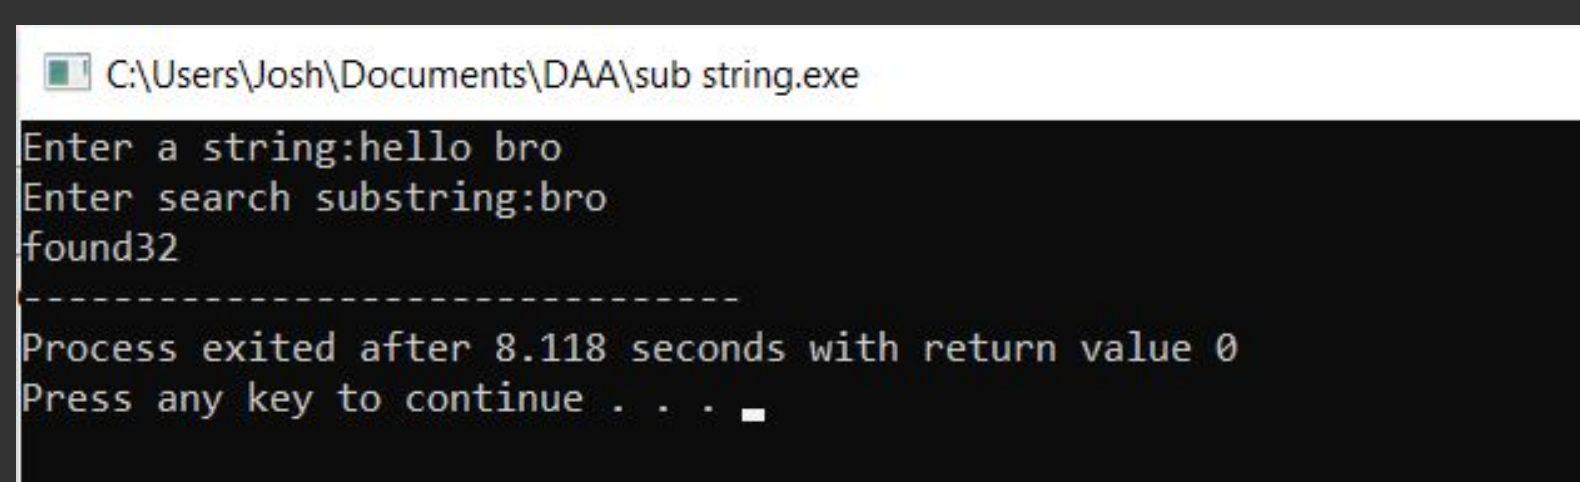 C:\Users\Josh\Documents\DAA\sub string.exe
Enter a string:hello bro
Enter search substring:bro
found32
--------------------------------
Process exited after 8.118 seconds with return value 0
Press any key to continue . . .